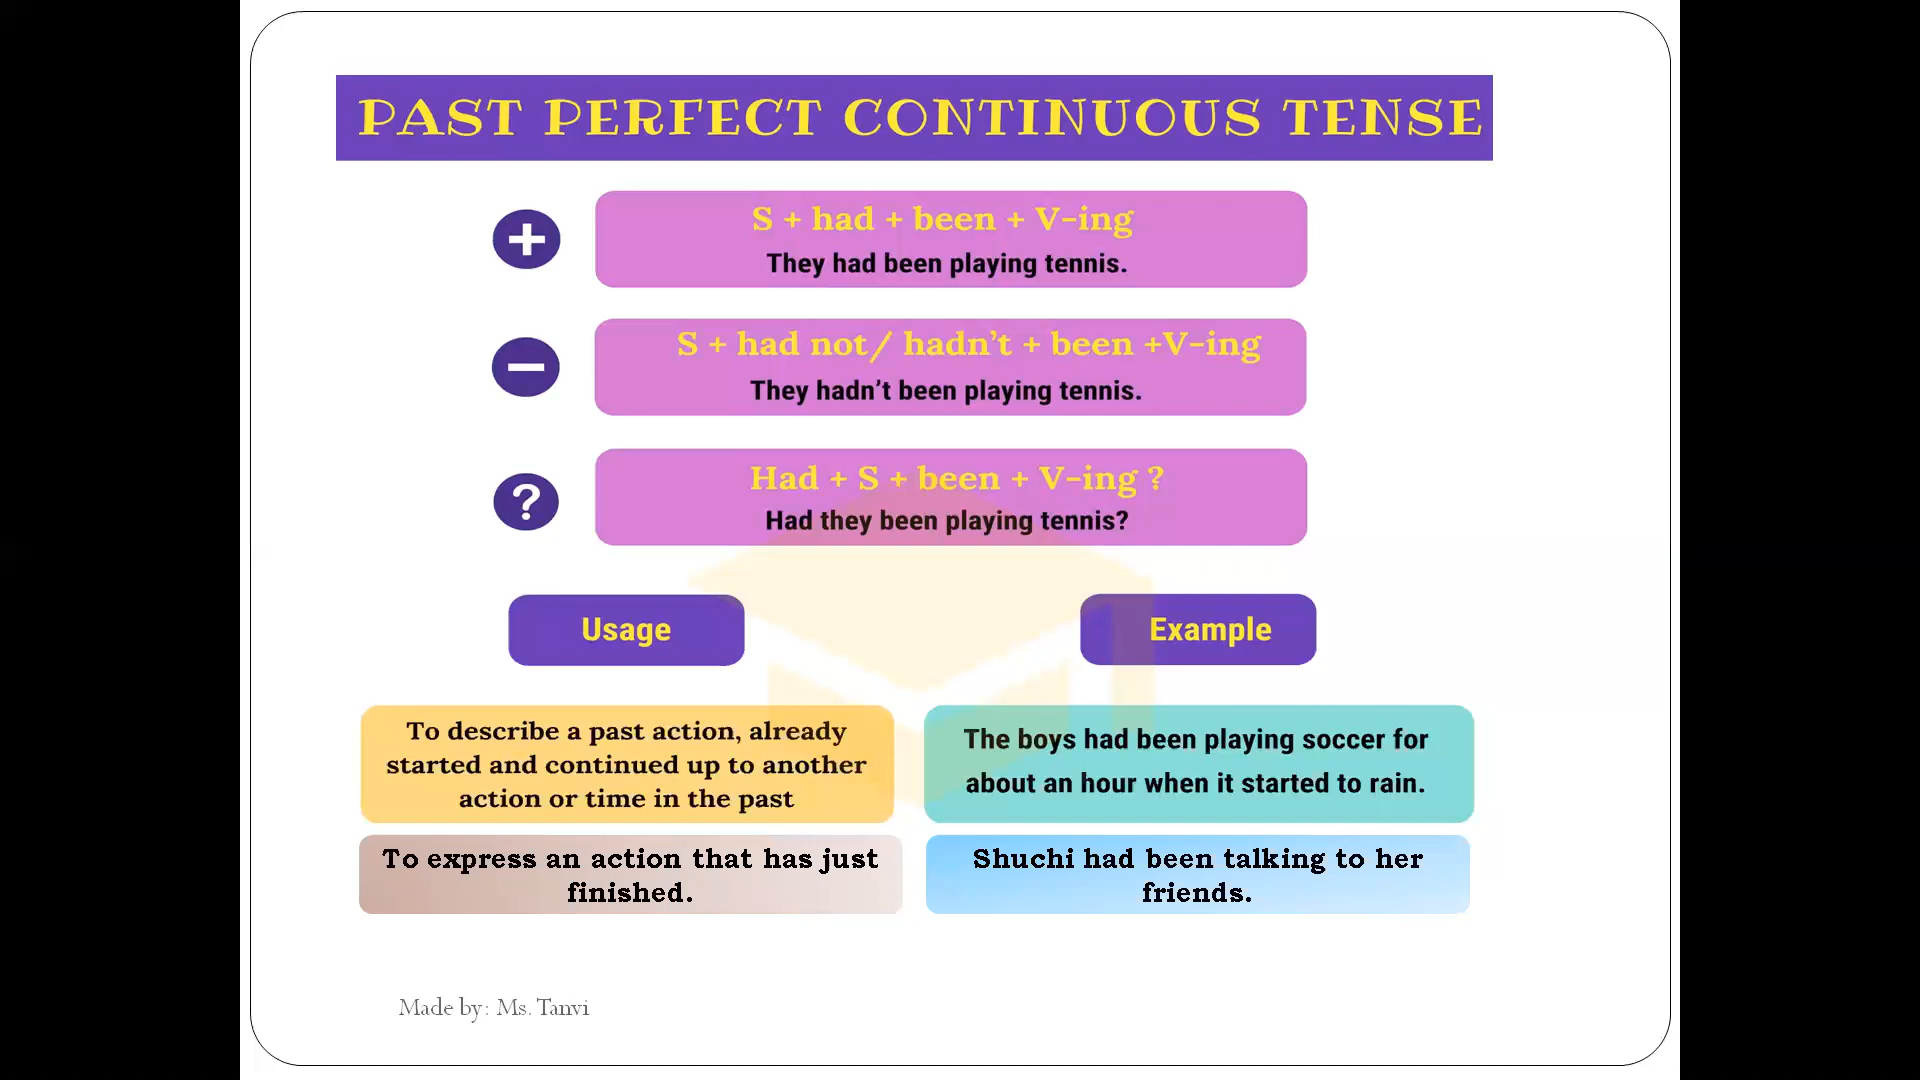 PAST PERFECT CONTINUOUS TENSE
+
S + had + been + V-ing
They had been playing tennis.
−
S + had not/ hadn’t + been +V-ing
They hadn’t been playing tennis.
?
Had + S + been + V-ing ?
Had they been playing tennis?
Usage
Example
To describe a past action, already
started and continued up to another
action or time in the past
The boys had been playing soccer for
about an hour when it started to rain.
To express an action that has just
finished.
Shuchi had been talking to her
friends.
Made by: Ms. Tanvi